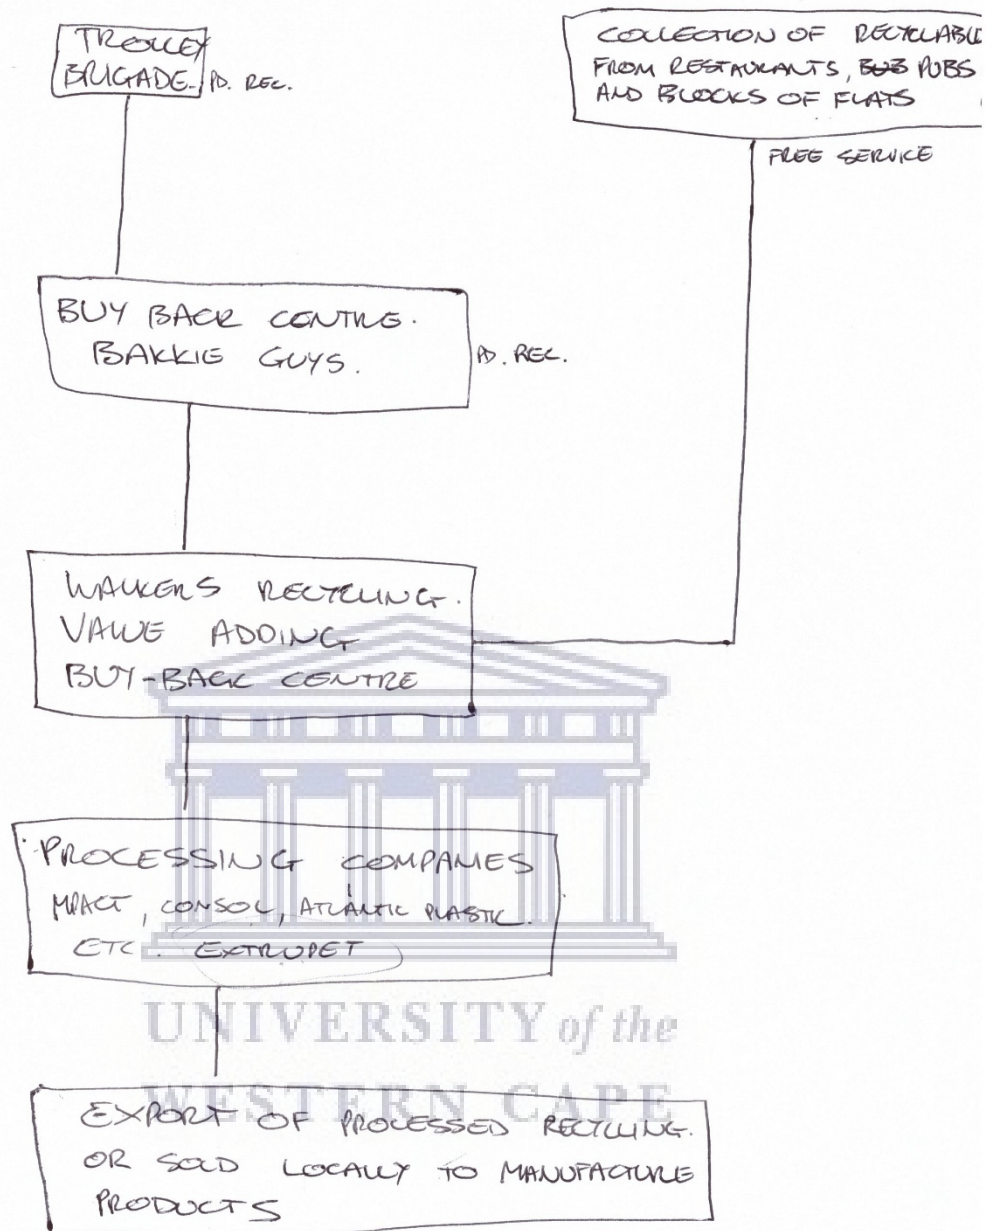 TROLLEY
BRIGADE. PD. REC.
COLLECTION OF RECYCLABLE
FROM RESTAURANTS, PUBS
AND BLOCKS OF FLATS
FREE SERVICE
BUY BACK CENTRE.
BAKKIE GUYS.
PD. REC.
WALKERS RECYCLING.
VALUE ADDING
BUY-BACK CENTRE
PROCESSING COMPANIES
MPACT, CONSOL, ATLANTIC PLASTIC.
ETC. EXTRUPET
UNIVERSITY of the
WESTERN CAPE
EXPORT OF PROCESSED RECYCLING.
OR SOLD LOCALLY TO MANUFACTURE
PRODUCTS